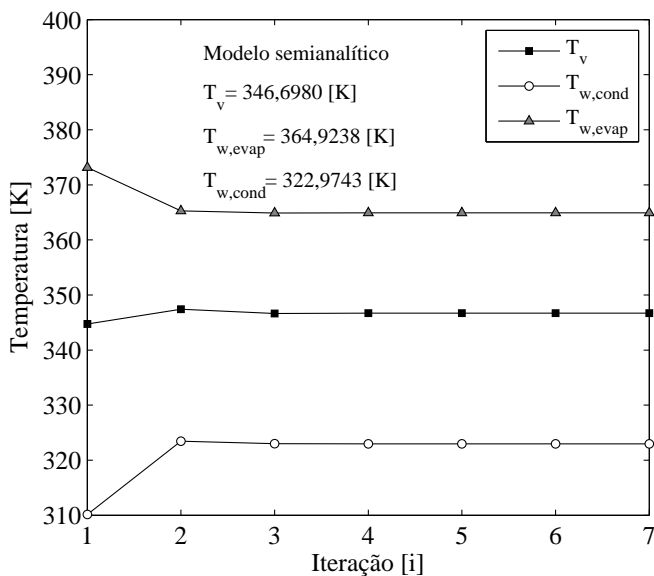 400
390
380
370
360
350
340
330
320
310
Temperatura [K]
Modelo semianalítico
T_v= 346,6980 [K]
T_w,evap= 364,9238 [K]
T_w,cond= 322,9743 [K]
T_v
T_w,cond
T_w,evap
1 2 3 4 5 6 7
Iteração [i]